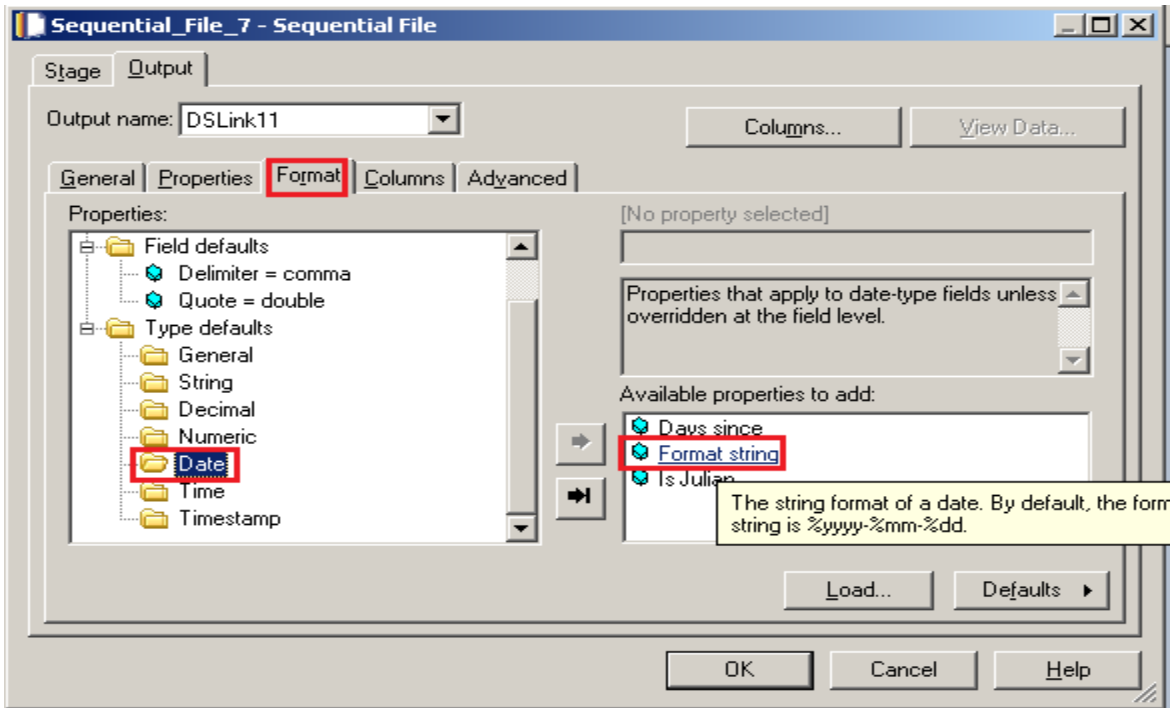 Sequential_File_7 - Sequential File
Stage Output
Output name: DSLink11
Columns... View Data...
General Properties Format Columns Advanced
Properties:
Field defaults
Delimiter = comma
Quote = double
Type defaults
General
String
Decimal
Numeric
Date
Time
Timestamp
[No property selected]
Properties that apply to date-type fields unless
overridden at the field level.
Available properties to add:
Days since
Format string
Is Julian
The string format of a date. By default, the form
string is %yyyy-%mm-%dd.
Load... Defaults
OK Cancel Help